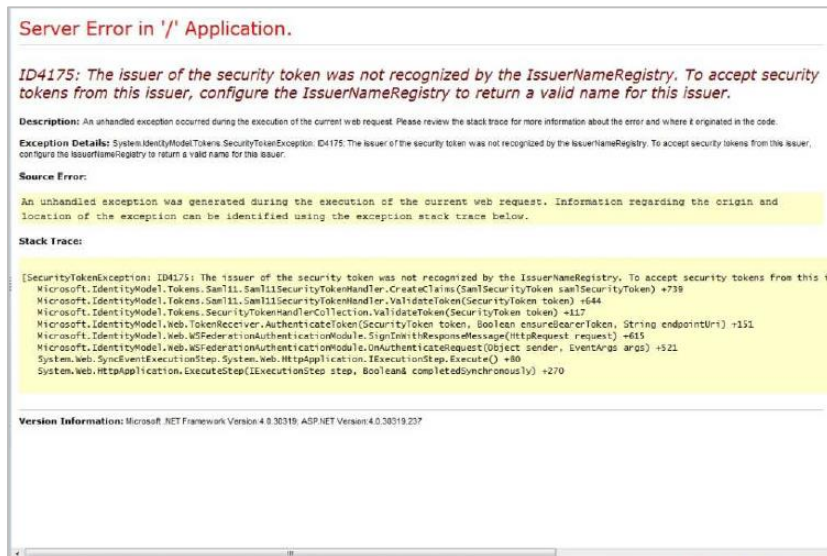 Server Error in '/' Application.
ID4175: The issuer of the security token was not recognized by the IssuerNameRegistry. To accept security
tokens from this issuer, configure the IssuerNameRegistry to return a valid name for this issuer.
Description: An unhandled exception occurred during the execution of the current web request. Please review the stack trace for more information about the error and where it originated in the code.
Exception Details: System.IdentityModel.Tokens.SecurityTokenException: ID4175: The issuer of the security token was not recognized by the IssuerNameRegistry. To accept security tokens from this issuer,
configure the IssuerNameRegistry to return a valid name for this issuer.
Source Error:
An unhandled exception was generated during the execution of the current web request. Information regarding the origin and
location of the exception can be identified using the exception stack trace below.
Stack Trace:
[SecurityTokenException: ID4175: The issuer of the security token was not recognized by the IssuerNameRegistry. To accept security tokens from this i
Microsoft.IdentityModel.Tokens.Saml11.Saml11SecurityTokenHandler.CreateClaims(SamlSecurityToken samlSecurityToken) +739
Microsoft.IdentityModel.Tokens.Saml11.Saml11SecurityTokenHandler.ValidateToken(SecurityToken token) +644
Microsoft.IdentityModel.Tokens.SecurityTokenHandlerCollection.ValidateToken(SecurityToken token) +117
Microsoft.IdentityModel.Web.TokenReceiver.AuthenticateToken(SecurityToken token, Boolean ensureBearerToken, String endpointUri) +151
Microsoft.IdentityModel.Web.WSFederationAuthenticationModule.SignInWithResponseMessage(HttpRequest request) +615
Microsoft.IdentityModel.Web.WSFederationAuthenticationModule.OnAuthenticateRequest(Object sender, EventArgs args) +521
System.Web.SyncEventExecutionStep.System.Web.HttpApplication.IExecutionStep.Execute() +80
System.Web.HttpApplication.ExecuteStep(IExecutionStep step, Boolean& completedSynchronously) +270
Version Information: Microsoft .NET Framework Version:4.0.30319; ASP.NET Version:4.0.30319.237